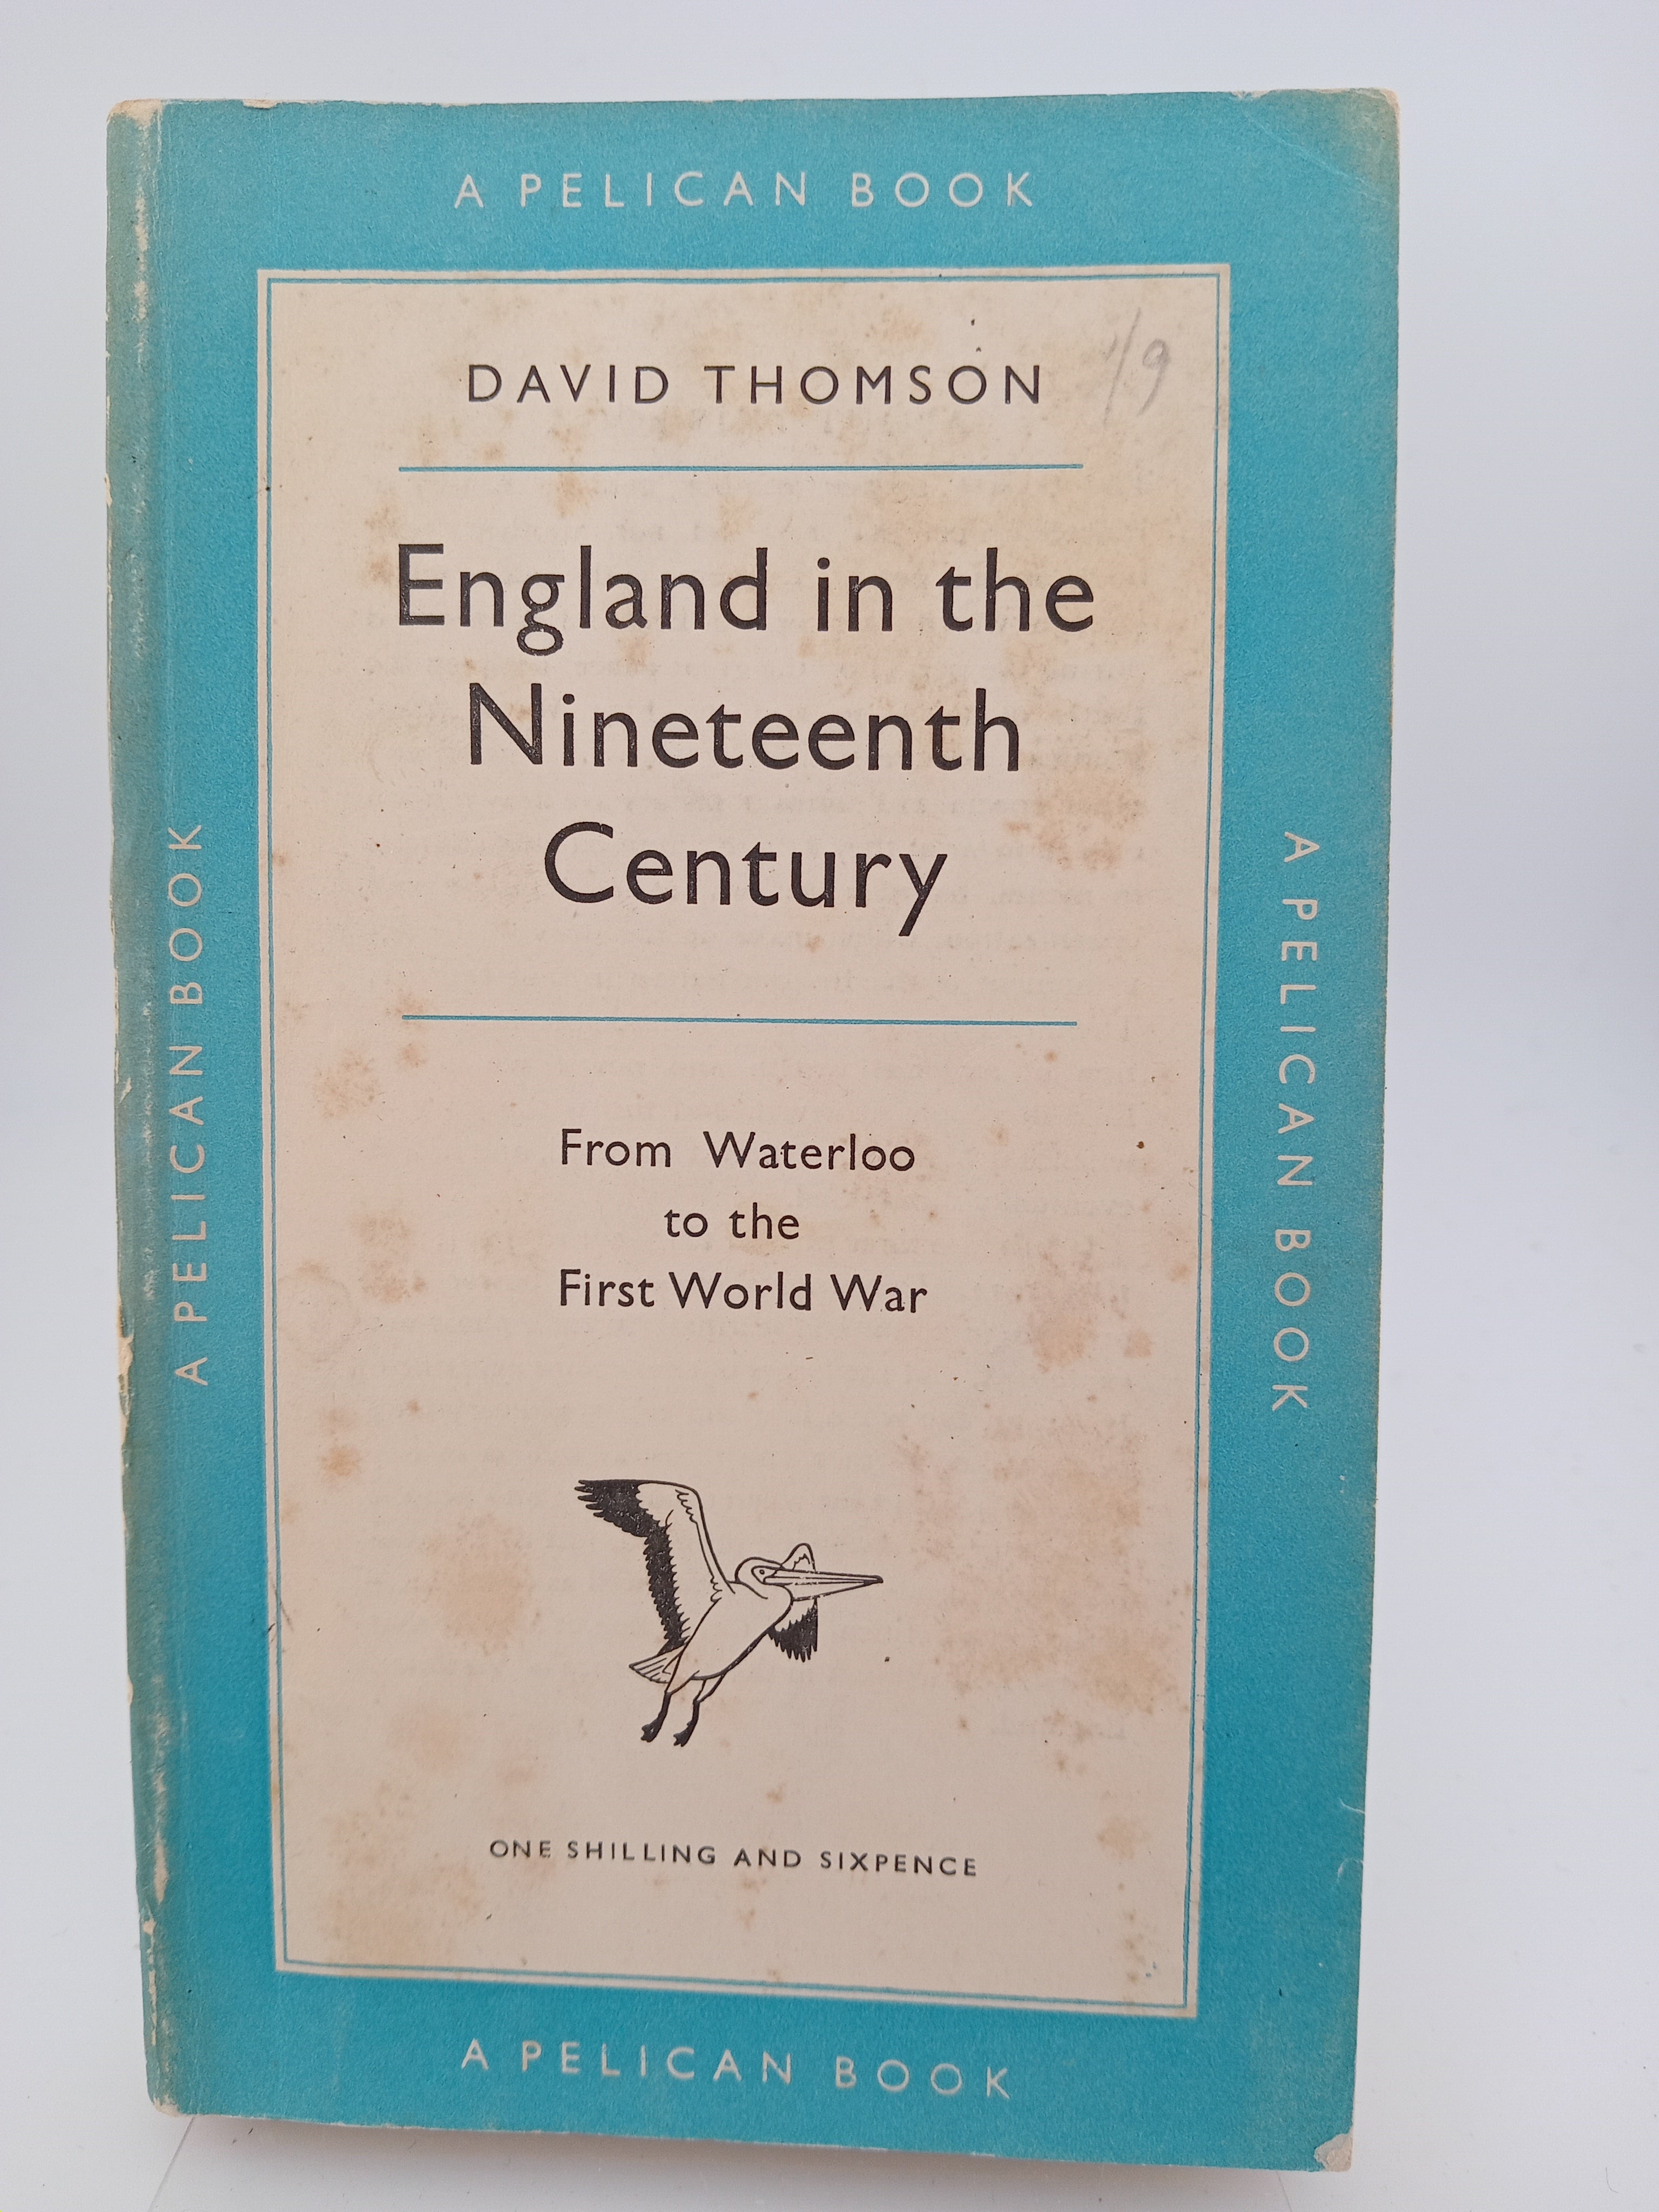 A PELICAN BOOK
DAVID THOMSON
1/9
England in the
Nineteenth
Century
From Waterloo
to the
First World War
ONE SHILLING AND SIXPENCE
A PELICAN BOOK
A PELICAN BOOK
A PELICAN BOOK